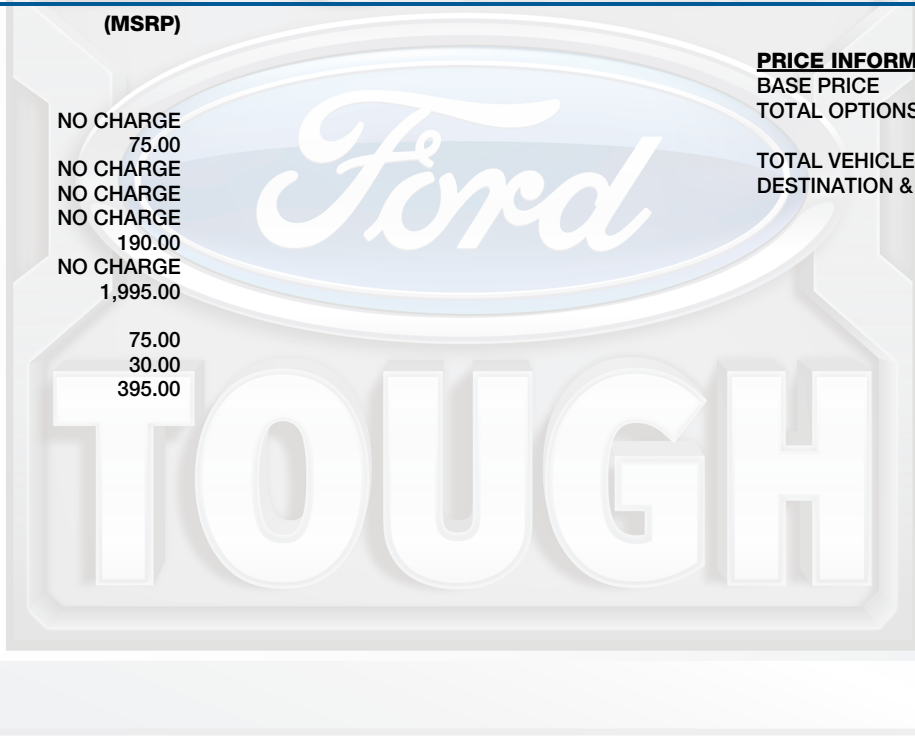 (MSRP)
NO CHARGE
75.00
NO CHARGE
NO CHARGE
NO CHARGE
190.00
NO CHARGE
1,995.00
75.00
30.00
395.00
PRICE INFORM
BASE PRICE
TOTAL OPTIONS
TOTAL VEHICLE
DESTINATION &
Ford
TOUGH